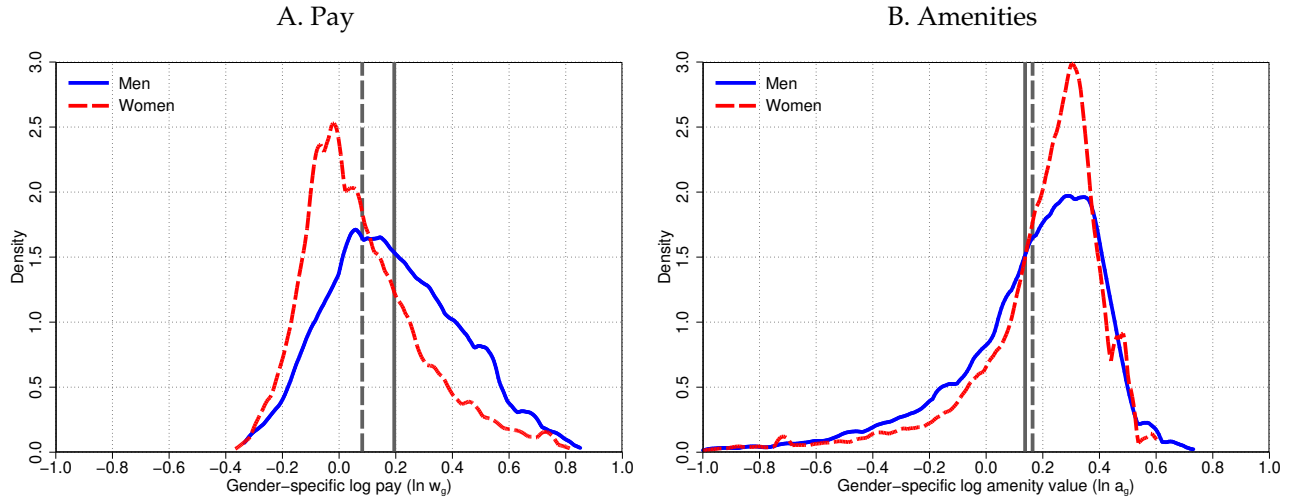 A. Pay
Men
Women
Density
0.0 0.5 1.0 1.5 2.0 2.5 3.0
-1.0 -0.8 -0.6 -0.4 -0.2 0.0 0.2 0.4 0.6 0.8 1.0
Gender-specific log pay (ln w_g)
B. Amenities
Men
Women
Density
0.0 0.5 1.0 1.5 2.0 2.5 3.0
-1.0 -0.8 -0.6 -0.4 -0.2 0.0 0.2 0.4 0.6 0.8 1.0
Gender-specific log amenity value (ln a_g)